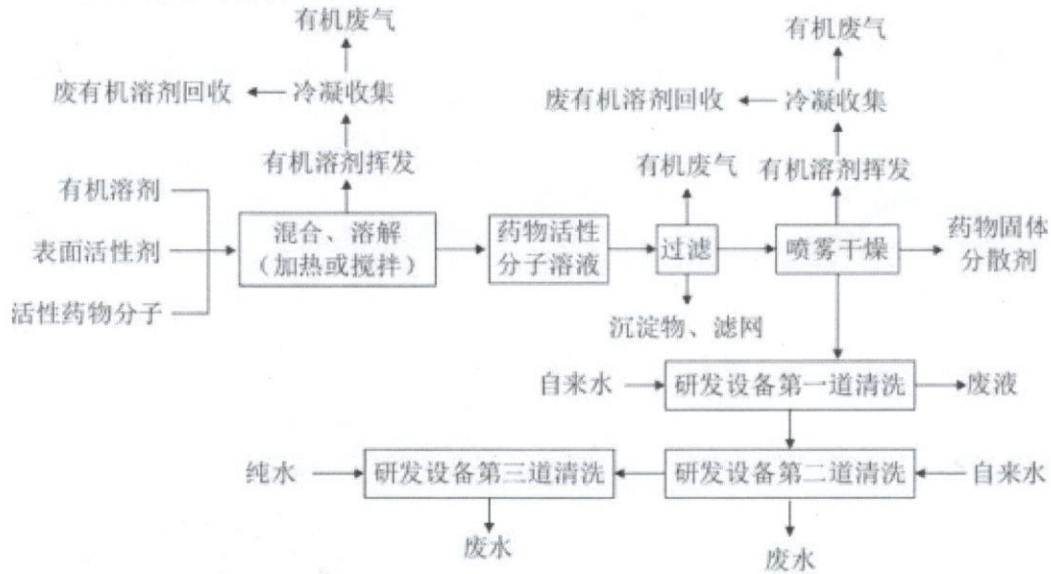 有机废气
有机废气
废有机溶剂回收
冷凝收集
废有机溶剂回收
冷凝收集
有机溶剂挥发
有机废气
有机溶剂挥发
有机溶剂
表面活性剂
活性药物分子
混合、溶解
（加热或搅拌）
药物活性
分子溶液
过滤
喷雾干燥
药物固体
分散剂
沉淀物、滤网
自来水
研发设备第一道清洗
废液
纯水
研发设备第三道清洗
研发设备第二道清洗
自来水
废水
废水